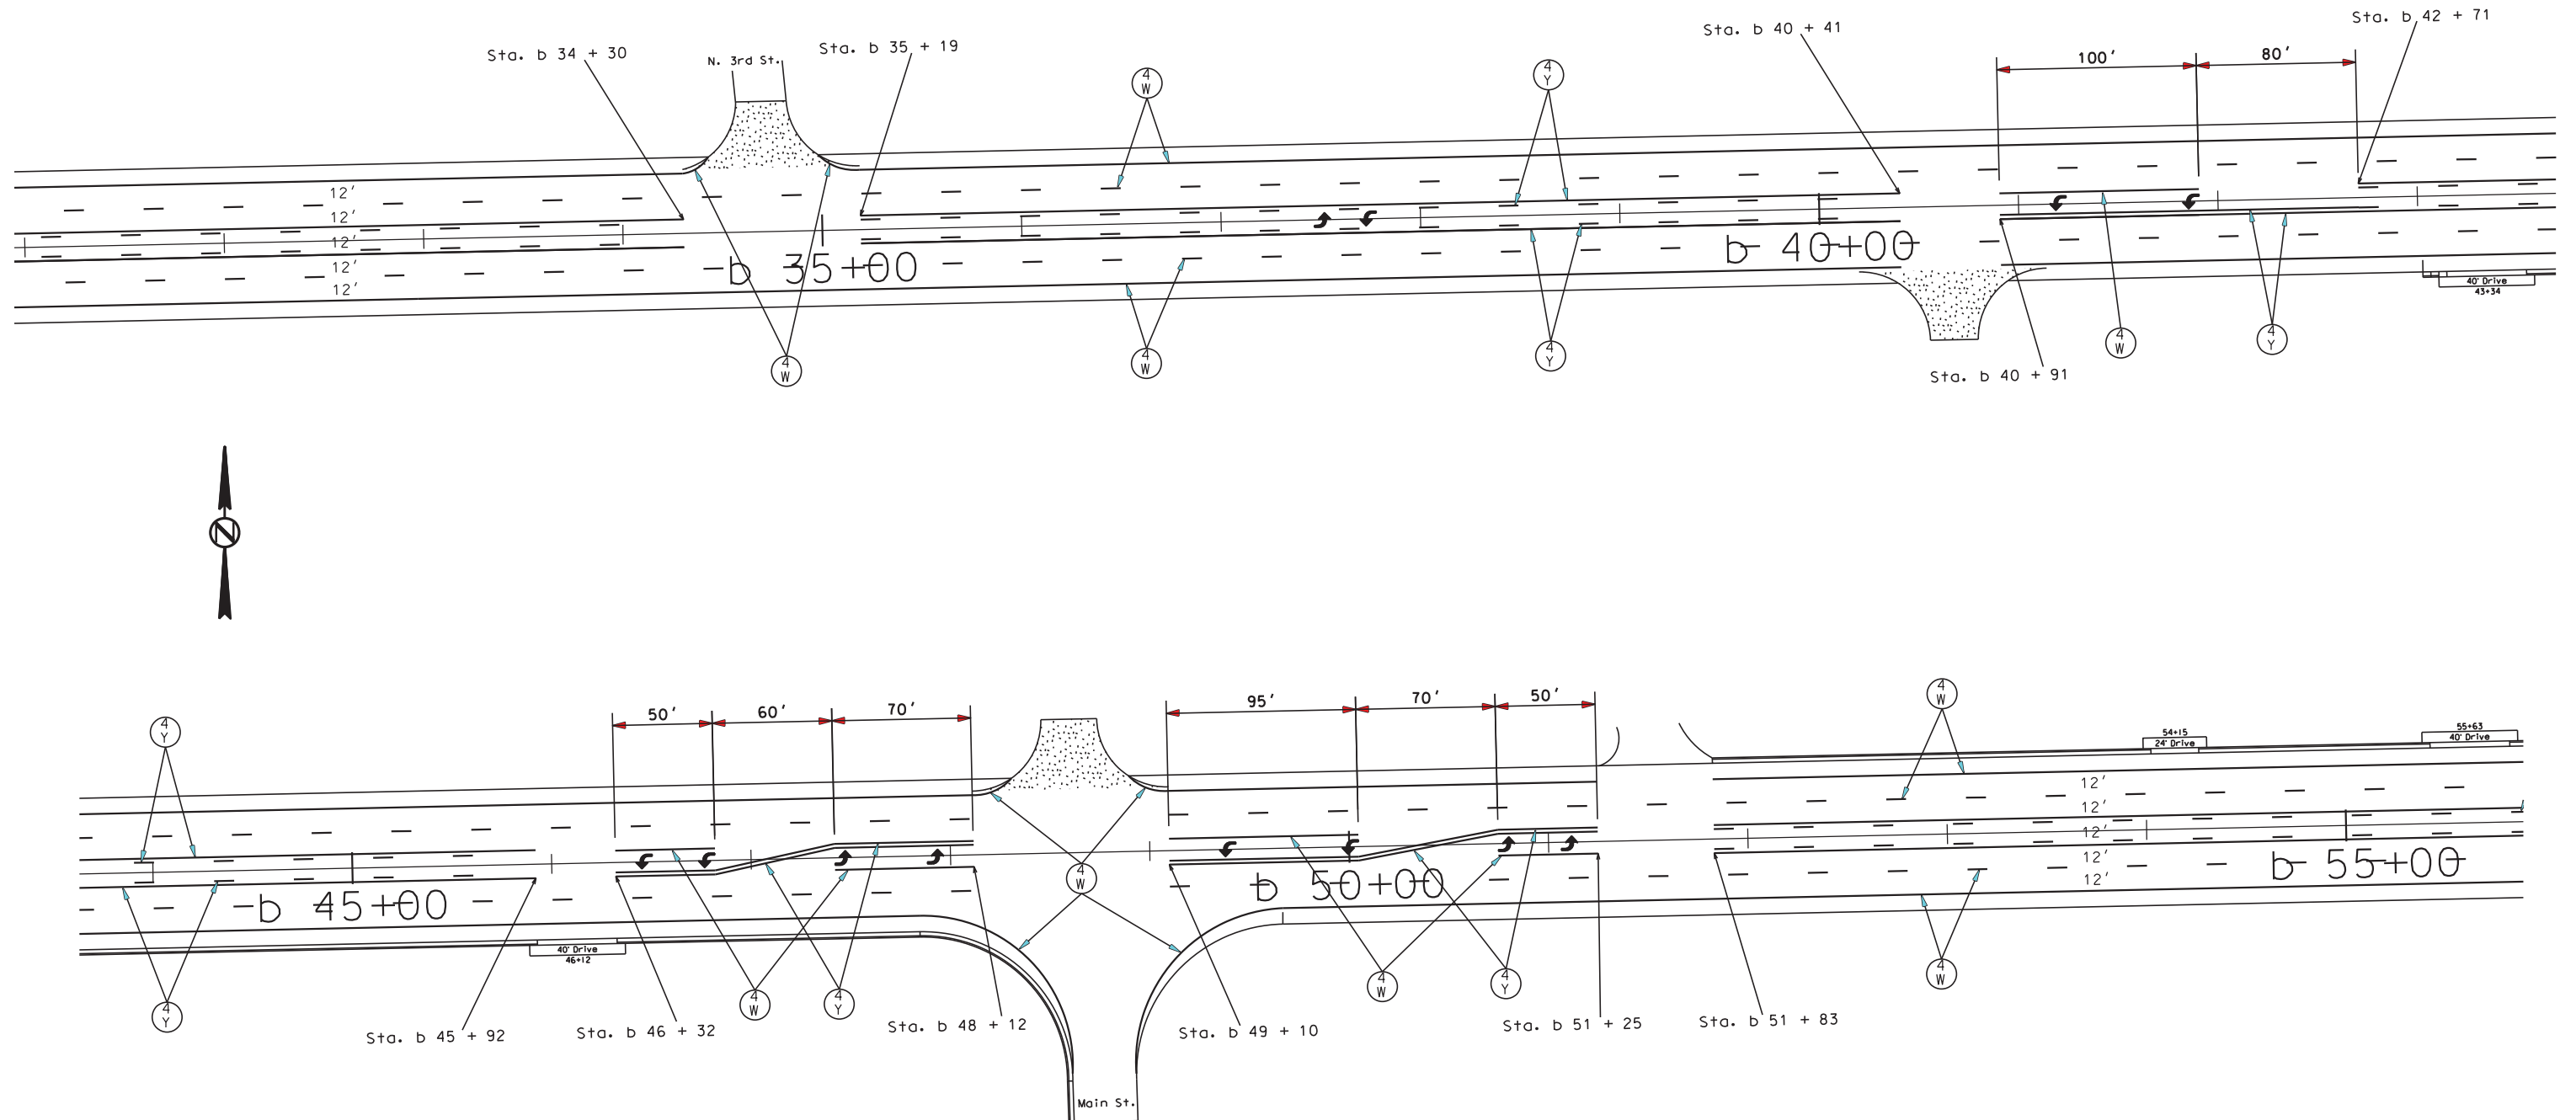 Sta. b 34 + 30
N. 3rd St.
Sta. b 35 + 19
4
W
4
Y
Sta. b 40 + 41
100'
80'
Sta. b 42 + 71
12'
12'
12'
12'
12'
b 35+00
b 40+00
40' Drive
43+34
4
W
4
W
4
Y
Sta. b 40 + 91
4
W
4
Y
N
4
Y
50'
60'
70'
95'
70'
50'
4
W
54+15
24' Drive
55+63
40' Drive
12'
12'
12'
12'
12'
b 45+00
b 50+00
b 55+00
40' Drive
46+12
4
W
4
Y
Sta. b 45 + 92
Sta. b 46 + 32
4
W
4
Y
Sta. b 48 + 12
Sta. b 49 + 10
4
W
4
Y
Sta. b 51 + 25
Sta. b 51 + 83
4
W
Main St.